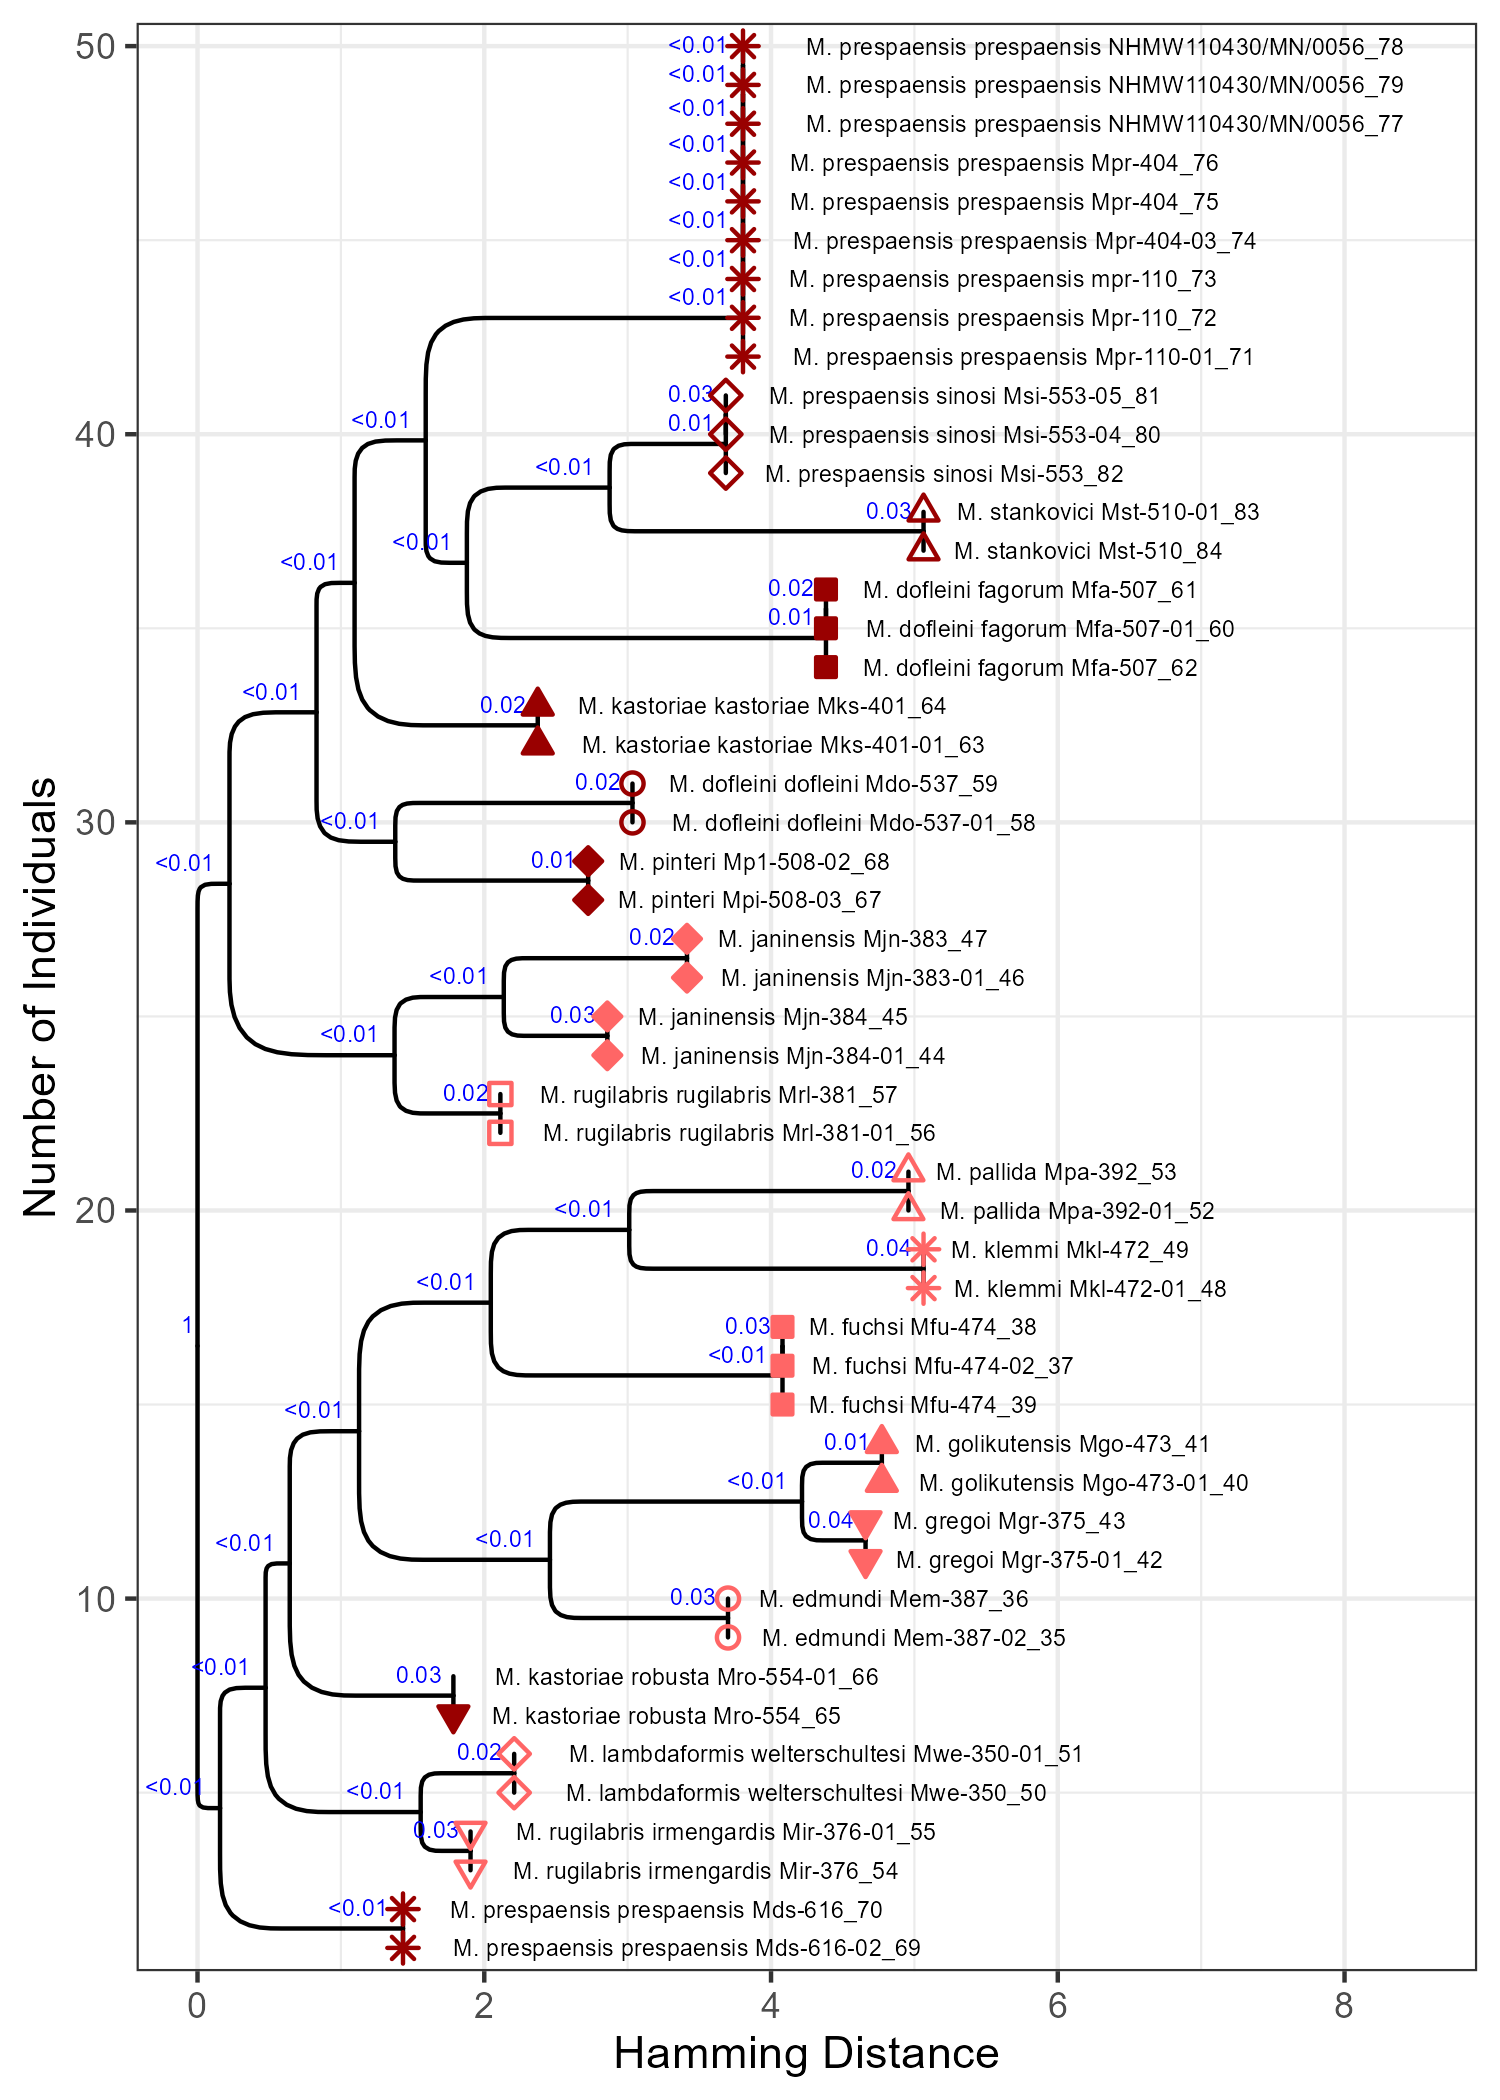 50
<0.01
M. prespaensis prespaensis NHMW110430/MN/0056_78
<0.01
M. prespaensis prespaensis NHMW110430/MN/0056_79
<0.01
M. prespaensis prespaensis NHMW110430/MN/0056_77
<0.01
M. prespaensis prespaensis Mpr-404_76
<0.01
M. prespaensis prespaensis Mpr-404_75
<0.01
M. prespaensis prespaensis Mpr-404-03_74
<0.01
M. prespaensis prespaensis mpr-110_73
<0.01
M. prespaensis prespaensis Mpr-110_72
M. prespaensis prespaensis Mpr-110-01_71
0.03
M. prespaensis sinosi Msi-553-05_81
<0.01
0.01
40
M. prespaensis sinosi Msi-553-04_80
<0.01
M. prespaensis sinosi Msi-553_82
0.03
M. stankovici Mst-510-01_83
<0.01
M. stankovici Mst-510_84
<0.01
0.02
M. dofleini fagorum Mfa-507_61
0.01
M. dofleini fagorum Mfa-507-01_60
M. dofleini fagorum Mfa-507_62
<0.01
0.02
M. kastoriae kastoriae Mks-401_64
M. kastoriae kastoriae Mks-401-01_63
0.02
M. dofleini dofleini Mdo-537_59
30
<0.01
M. dofleini dofleini Mdo-537-01_58
<0.01
0.01
M. pinteri Mp1-508-02_68
M. pinteri Mpi-508-03_67
0.02
M. janinensis Mjn-383_47
<0.01
M. janinensis Mjn-383-01_46
0.03
M. janinensis Mjn-384_45
<0.01
M. janinensis Mjn-384-01_44
0.02
M. rugilabris rugilabris Mrl-381_57
M. rugilabris rugilabris Mrl-381-01_56
0.02
M. pallida Mpa-392_53
20
<0.01
M. pallida Mpa-392-01_52
0.04
M. klemmi Mkl-472_49
<0.01
M. klemmi Mkl-472-01_48
1
0.03
M. fuchsi Mfu-474_38
<0.01
M. fuchsi Mfu-474-02_37
<0.01
M. fuchsi Mfu-474_39
0.01
M. golikutensis Mgo-473_41
<0.01
M. golikutensis Mgo-473-01_40
0.04
M. gregoi Mgr-375_43
<0.01
<0.01
M. gregoi Mgr-375-01_42
10
0.03
M. edmundi Mem-387_36
M. edmundi Mem-387-02_35
<0.01
0.03
M. kastoriae robusta Mro-554-01_66
M. kastoriae robusta Mro-554_65
0.02
M. lambdaformis welterschultesi Mwe-350-01_51
<0.01
<0.01
M. lambdaformis welterschultesi Mwe-350_50
0.03
M. rugilabris irmengardis Mir-376-01_55
M. rugilabris irmengardis Mir-376_54
<0.01
M. prespaensis prespaensis Mds-616_70
M. prespaensis prespaensis Mds-616-02_69
0
2
4
6
8
Hamming Distance
Number of Individuals